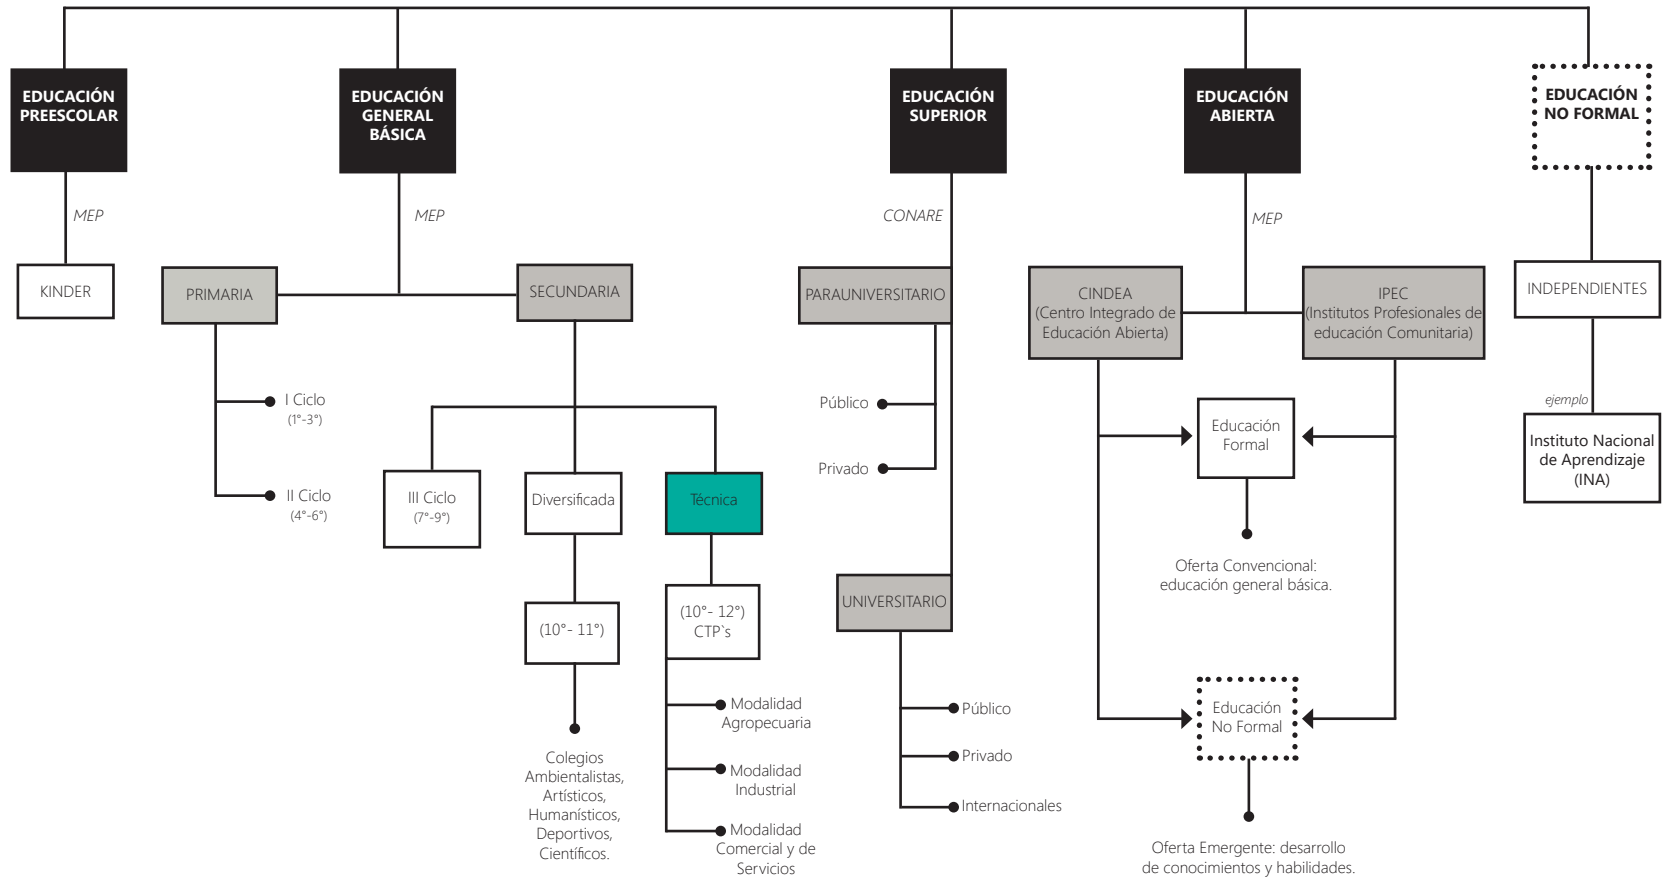 EDUCACIÓN
PREESCOLAR
EDUCACIÓN
GENERAL
BÁSICA
EDUCACIÓN
SUPERIOR
EDUCACIÓN
ABIERTA
EDUCACIÓN
NO FORMAL
MEP
MEP
CONARE
MEP
KINDER
PRIMARIA
SECUNDARIA
PARAUNIVERSITARIO
CINDEA
(Centro Integrado de
Educación Abierta)
IPEC
(Institutos Profesionales de
educación Comunitaria)
INDEPENDIENTES
I Ciclo
(1°-3°)
II Ciclo
(4°-6°)
III Ciclo
(7°-9°)
Diversificada
Técnica
(10°- 11°)
(10°- 12°)
CTP`s
Colegios
Ambientalistas,
Artísticos,
Humanísticos,
Deportivos,
Científicos.
Modalidad
Agropecuaria
Modalidad
Industrial
Modalidad
Comercial y de
Servicios
Público
Privado
UNIVERSITARIO
Público
Privado
Internacionales
Educación
Formal
Oferta Convencional:
educación general básica.
Educación
No Formal
Oferta Emergente: desarrollo
de conocimientos y habilidades.
ejemplo
Instituto Nacional
de Aprendizaje
(INA)